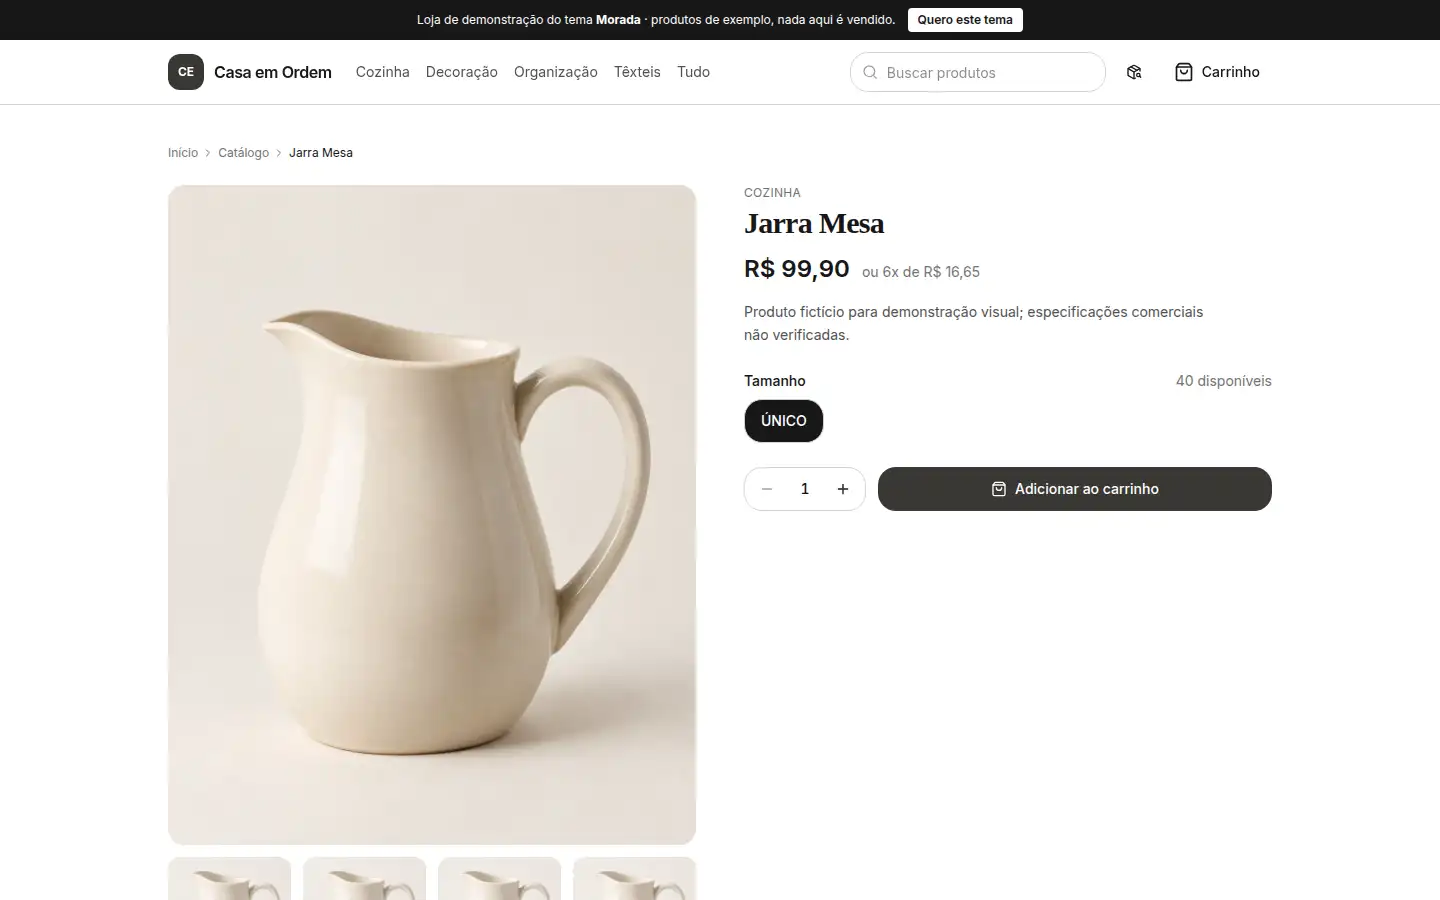 Loja de demonstração do tema Morada · produtos de exemplo, nada aqui é vendido. Quero este tema
CE Casa em Ordem Cozinha Decoração Organização Têxteis Tudo Buscar produtos Carrinho
Início > Catálogo > Jarra Mesa
COZINHA
Jarra Mesa
R$ 99,90 ou 6x de R$ 16,65
Produto fictício para demonstração visual; especificações comerciais
não verificadas.
Tamanho 40 disponíveis
ÚNICO
− 1 + Adicionar ao carrinho